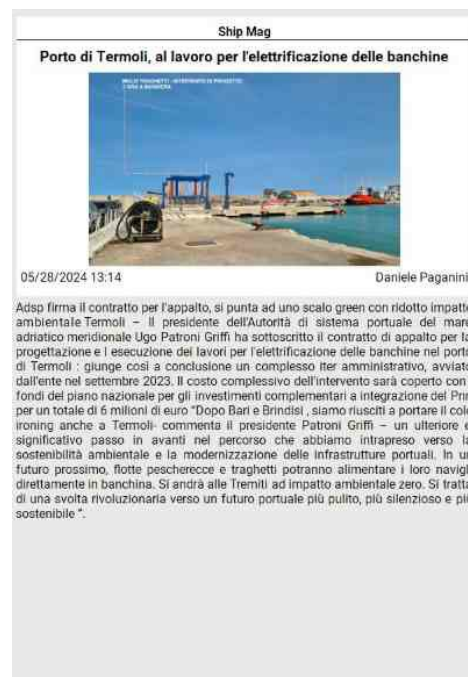 Ship Mag
Porto di Termoli, al lavoro per l'elettrificazione delle banchine
05/28/2024 13:14
Daniele Paganini
Adsp firma il contratto per l'appalto, si punta ad uno scalo green con ridotto impatto
ambientale Termoli – Il presidente dell'Autorità di sistema portuale del mare
adriatico meridionale Ugo Patroni Griffi ha sottoscritto il contratto di appalto per la
progettazione e l esecuzione dei lavori per l'elettrificazione delle banchine nel porto
di Termoli : giunge così a conclusione un complesso iter amministrativo, avviato
dall'ente nel settembre 2023. Il costo complessivo dell'intervento sarà coperto con i
fondi del piano nazionale per gli investimenti complementari a integrazione del Pnrr
per un totale di 6 milioni di euro "Dopo Bari e Brindisi , siamo riusciti a portare il cold
ironing anche a Termoli- commenta il presidente Patroni Griffi – un ulteriore e
significativo passo in avanti nel percorso che abbiamo intrapreso verso la
sostenibilità ambientale e la modernizzazione delle infrastrutture portuali. In un
futuro prossimo, flotte pescherecce e traghetti potranno alimentare i loro navigli
direttamente in banchina. Si andrà alle Tremiti ad impatto ambientale zero. Si tratta
di una svolta rivoluzionaria verso un futuro portuale più pulito, più silenzioso e più
sostenibile ".